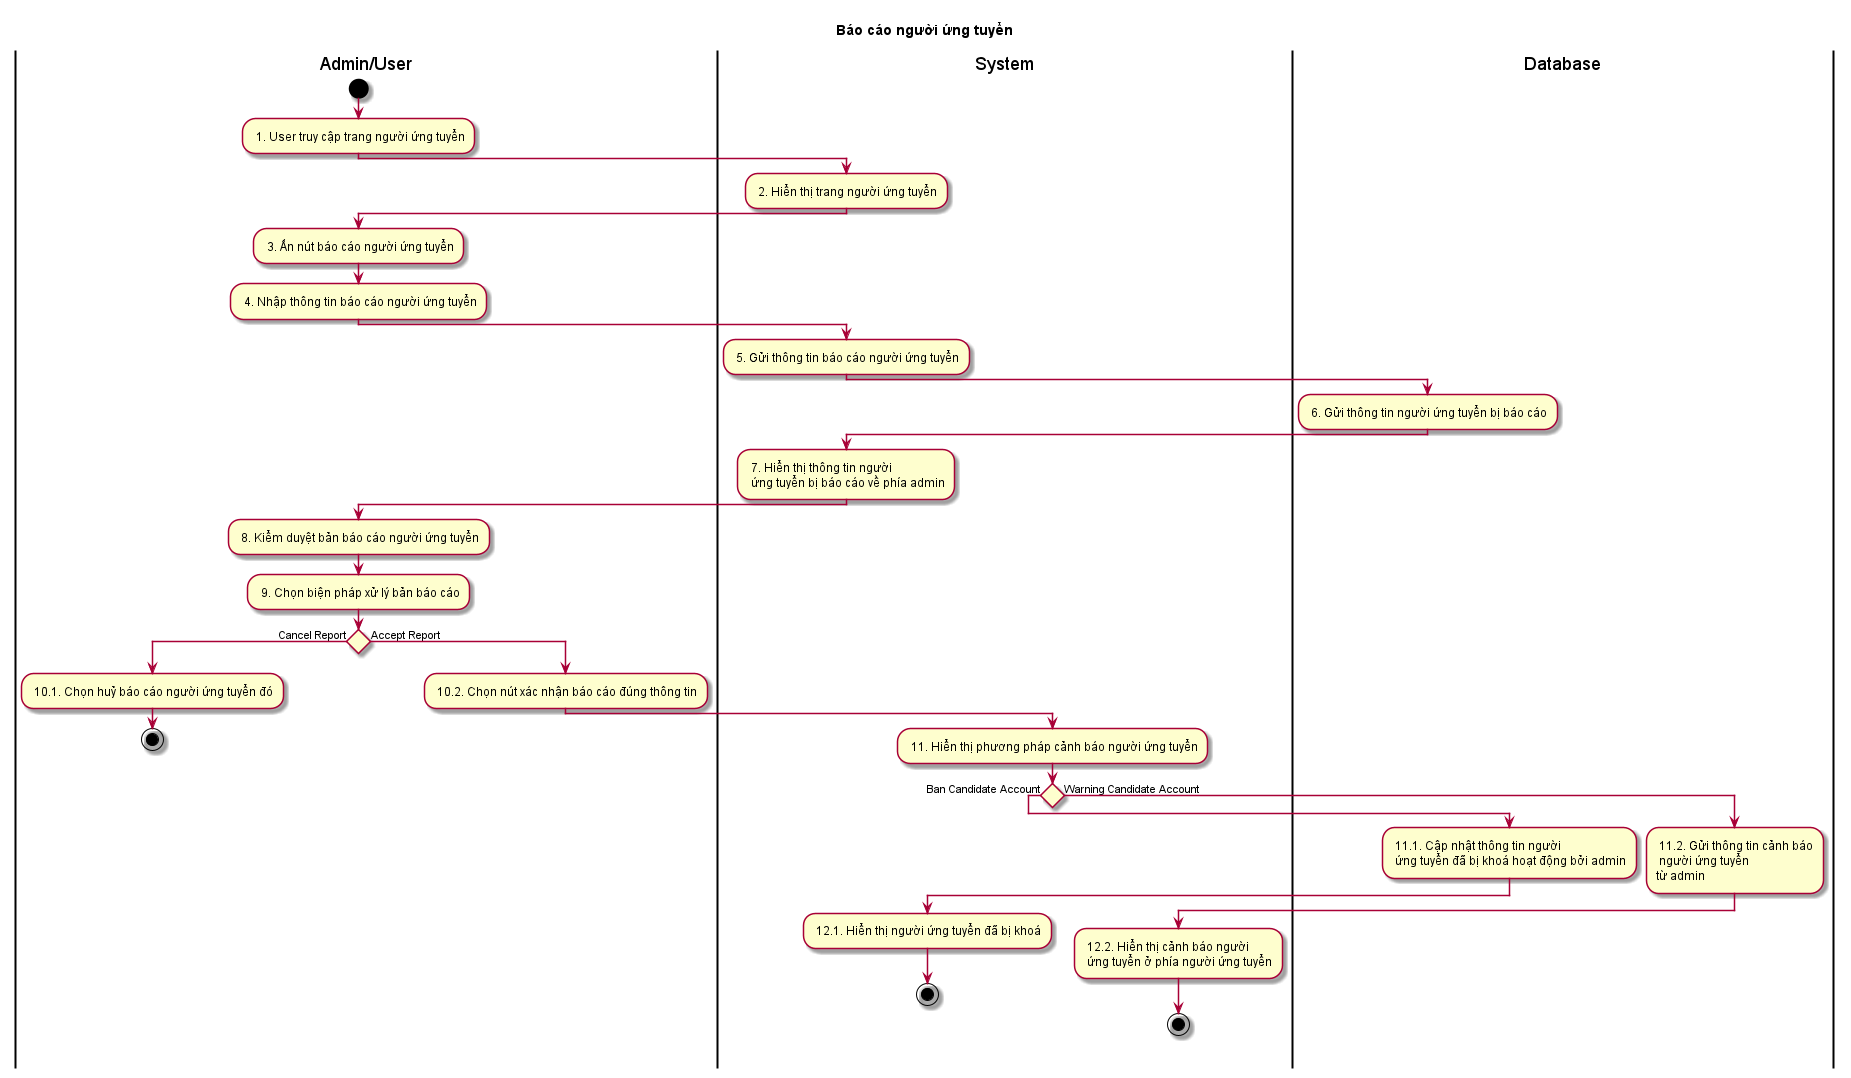 Báo cáo người ứng tuyển
Admin/User
System
Database
1. User truy cập trang người ứng tuyển
2. Hiển thị trang người ứng tuyển
3. Ấn nút báo cáo người ứng tuyển
4. Nhập thông tin báo cáo người ứng tuyển
5. Gửi thông tin báo cáo người ứng tuyển
6. Gửi thông tin người ứng tuyển bị báo cáo
7. Hiển thị thông tin người
ứng tuyển bị báo cáo về phía admin
8. Kiểm duyệt bản báo cáo người ứng tuyển
9. Chọn biện pháp xử lý bản báo cáo
Cancel Report
Accept Report
10.1. Chọn huỷ báo cáo người ứng tuyển đó
10.2. Chọn nút xác nhận báo cáo đúng thông tin
11. Hiển thị phương pháp cảnh báo người ứng tuyển
Ban Candidate Account
Warning Candidate Account
11.1. Cập nhật thông tin người
ứng tuyển đã bị khoá hoạt động bởi admin
11.2. Gửi thông tin cảnh báo
người ứng tuyển
từ admin
12.1. Hiển thị người ứng tuyển đã bị khoá
12.2. Hiển thị cảnh báo người
ứng tuyển ở phía người ứng tuyển